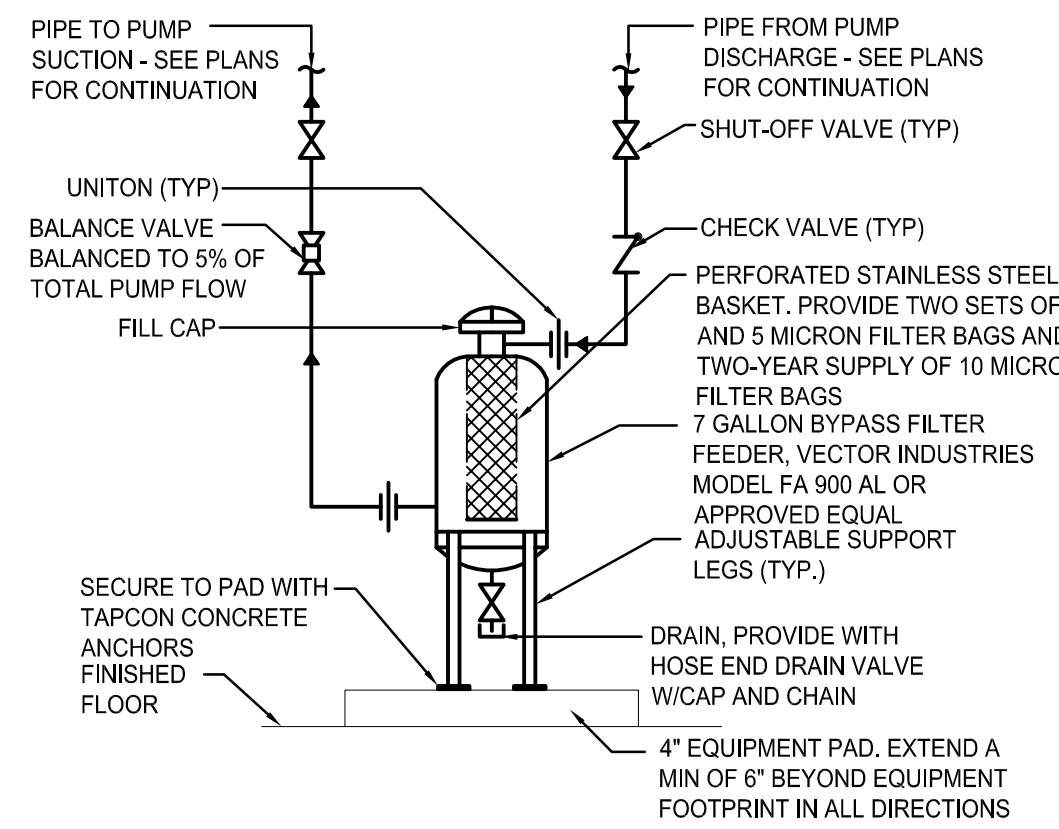 PIPE TO PUMP
SUCTION - SEE PLANS
FOR CONTINUATION
PIPE FROM PUMP
DISCHARGE - SEE PLANS
FOR CONTINUATION
SHUT-OFF VALVE (TYP)
UNITON (TYP)
BALANCE VALVE
BALANCED TO 5% OF
TOTAL PUMP FLOW
CHECK VALVE (TYP)
FILL CAP
PERFORATED STAINLESS STEEL
BASKET. PROVIDE TWO SETS OF
AND 5 MICRON FILTER BAGS AND
TWO-YEAR SUPPLY OF 10 MICRO
FILTER BAGS
7 GALLON BYPASS FILTER
FEEDER, VECTOR INDUSTRIES
MODEL FA 900 AL OR
APPROVED EQUAL
ADJUSTABLE SUPPORT
LEGS (TYP.)
SECURE TO PAD WITH
TAPCON CONCRETE
ANCHORS
FINISHED
FLOOR
DRAIN, PROVIDE WITH
HOSE END DRAIN VALVE
W/CAP AND CHAIN
4" EQUIPMENT PAD. EXTEND A
MIN OF 6" BEYOND EQUIPMENT
FOOTPRINT IN ALL DIRECTIONS